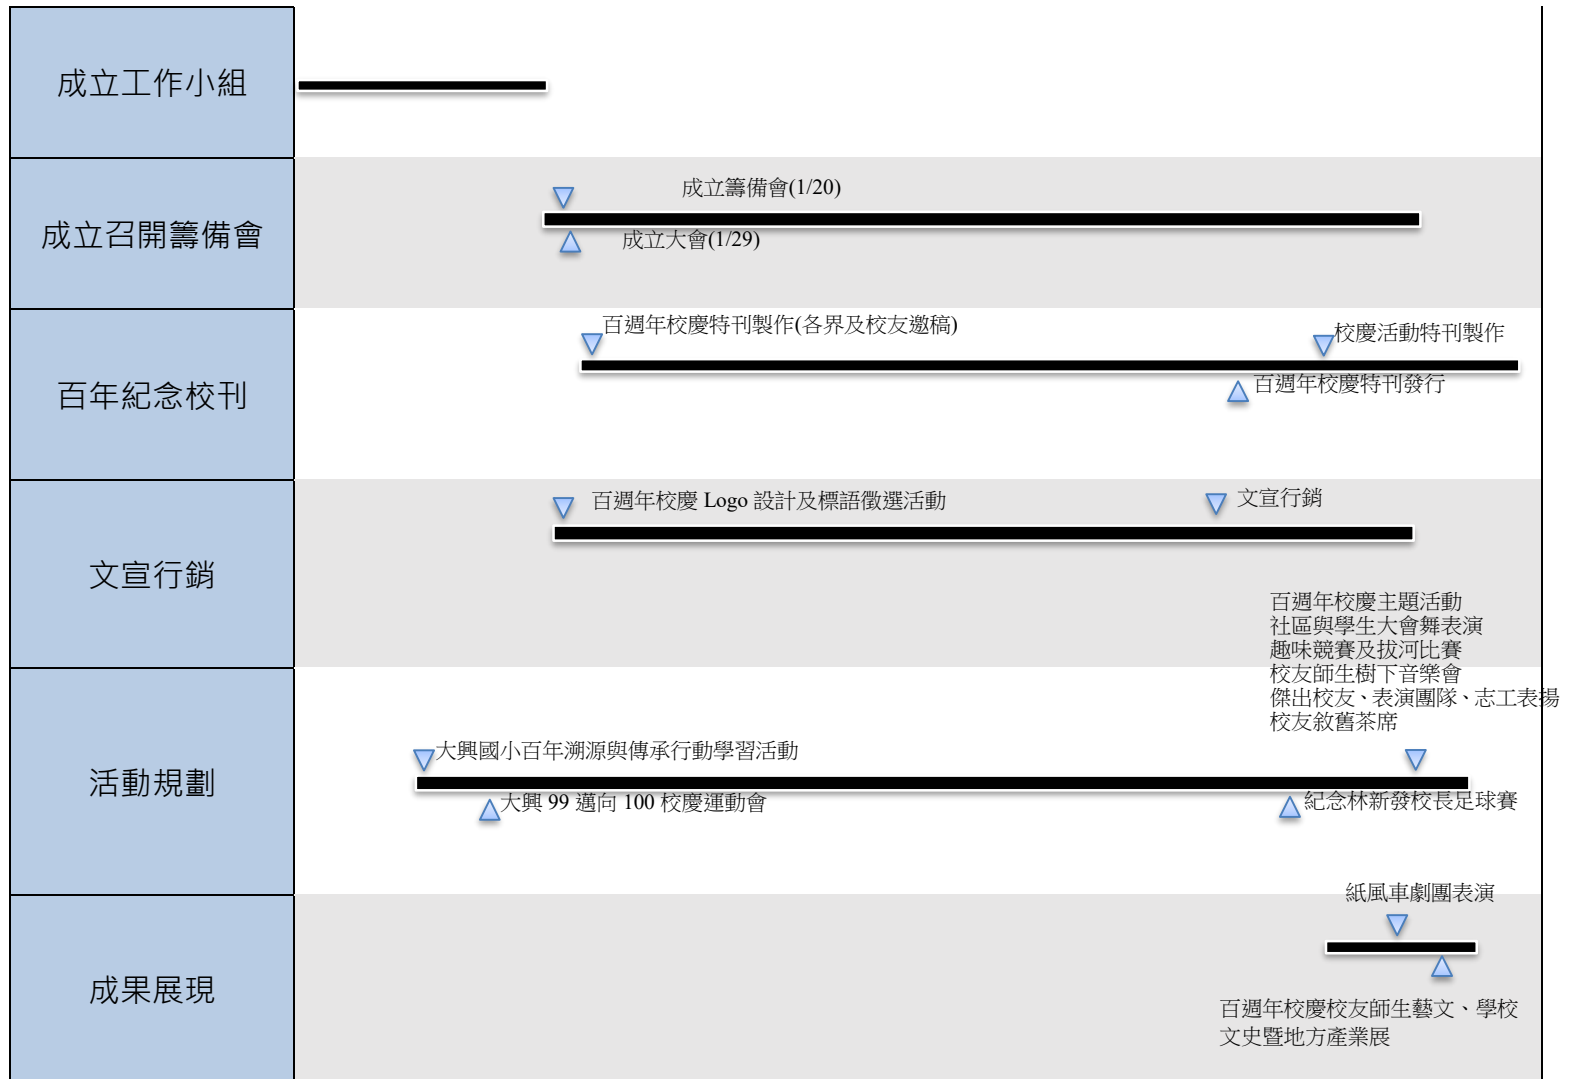 成立工作小組
成立召開籌備會
成立籌備會(1/20)
成立大會(1/29)
百年紀念校刊
百週年校慶特刊製作(各界及校友邀稿)
校慶活動特刊製作
百週年校慶特刊發行
文宣行銷
百週年校慶 Logo 設計及標語徵選活動
文宣行銷
百週年校慶主題活動
社區與學生大會舞表演
趣味競賽及拔河比賽
校友師生樹下音樂會
傑出校友、表演團隊、志工表揚
校友敘舊茶席
活動規劃
大興國小百年溯源與傳承行動學習活動
大興 99 邁向 100 校慶運動會
紀念林新發校長足球賽
成果展現
紙風車劇團表演
百週年校慶校友師生藝文、學校
文史暨地方產業展